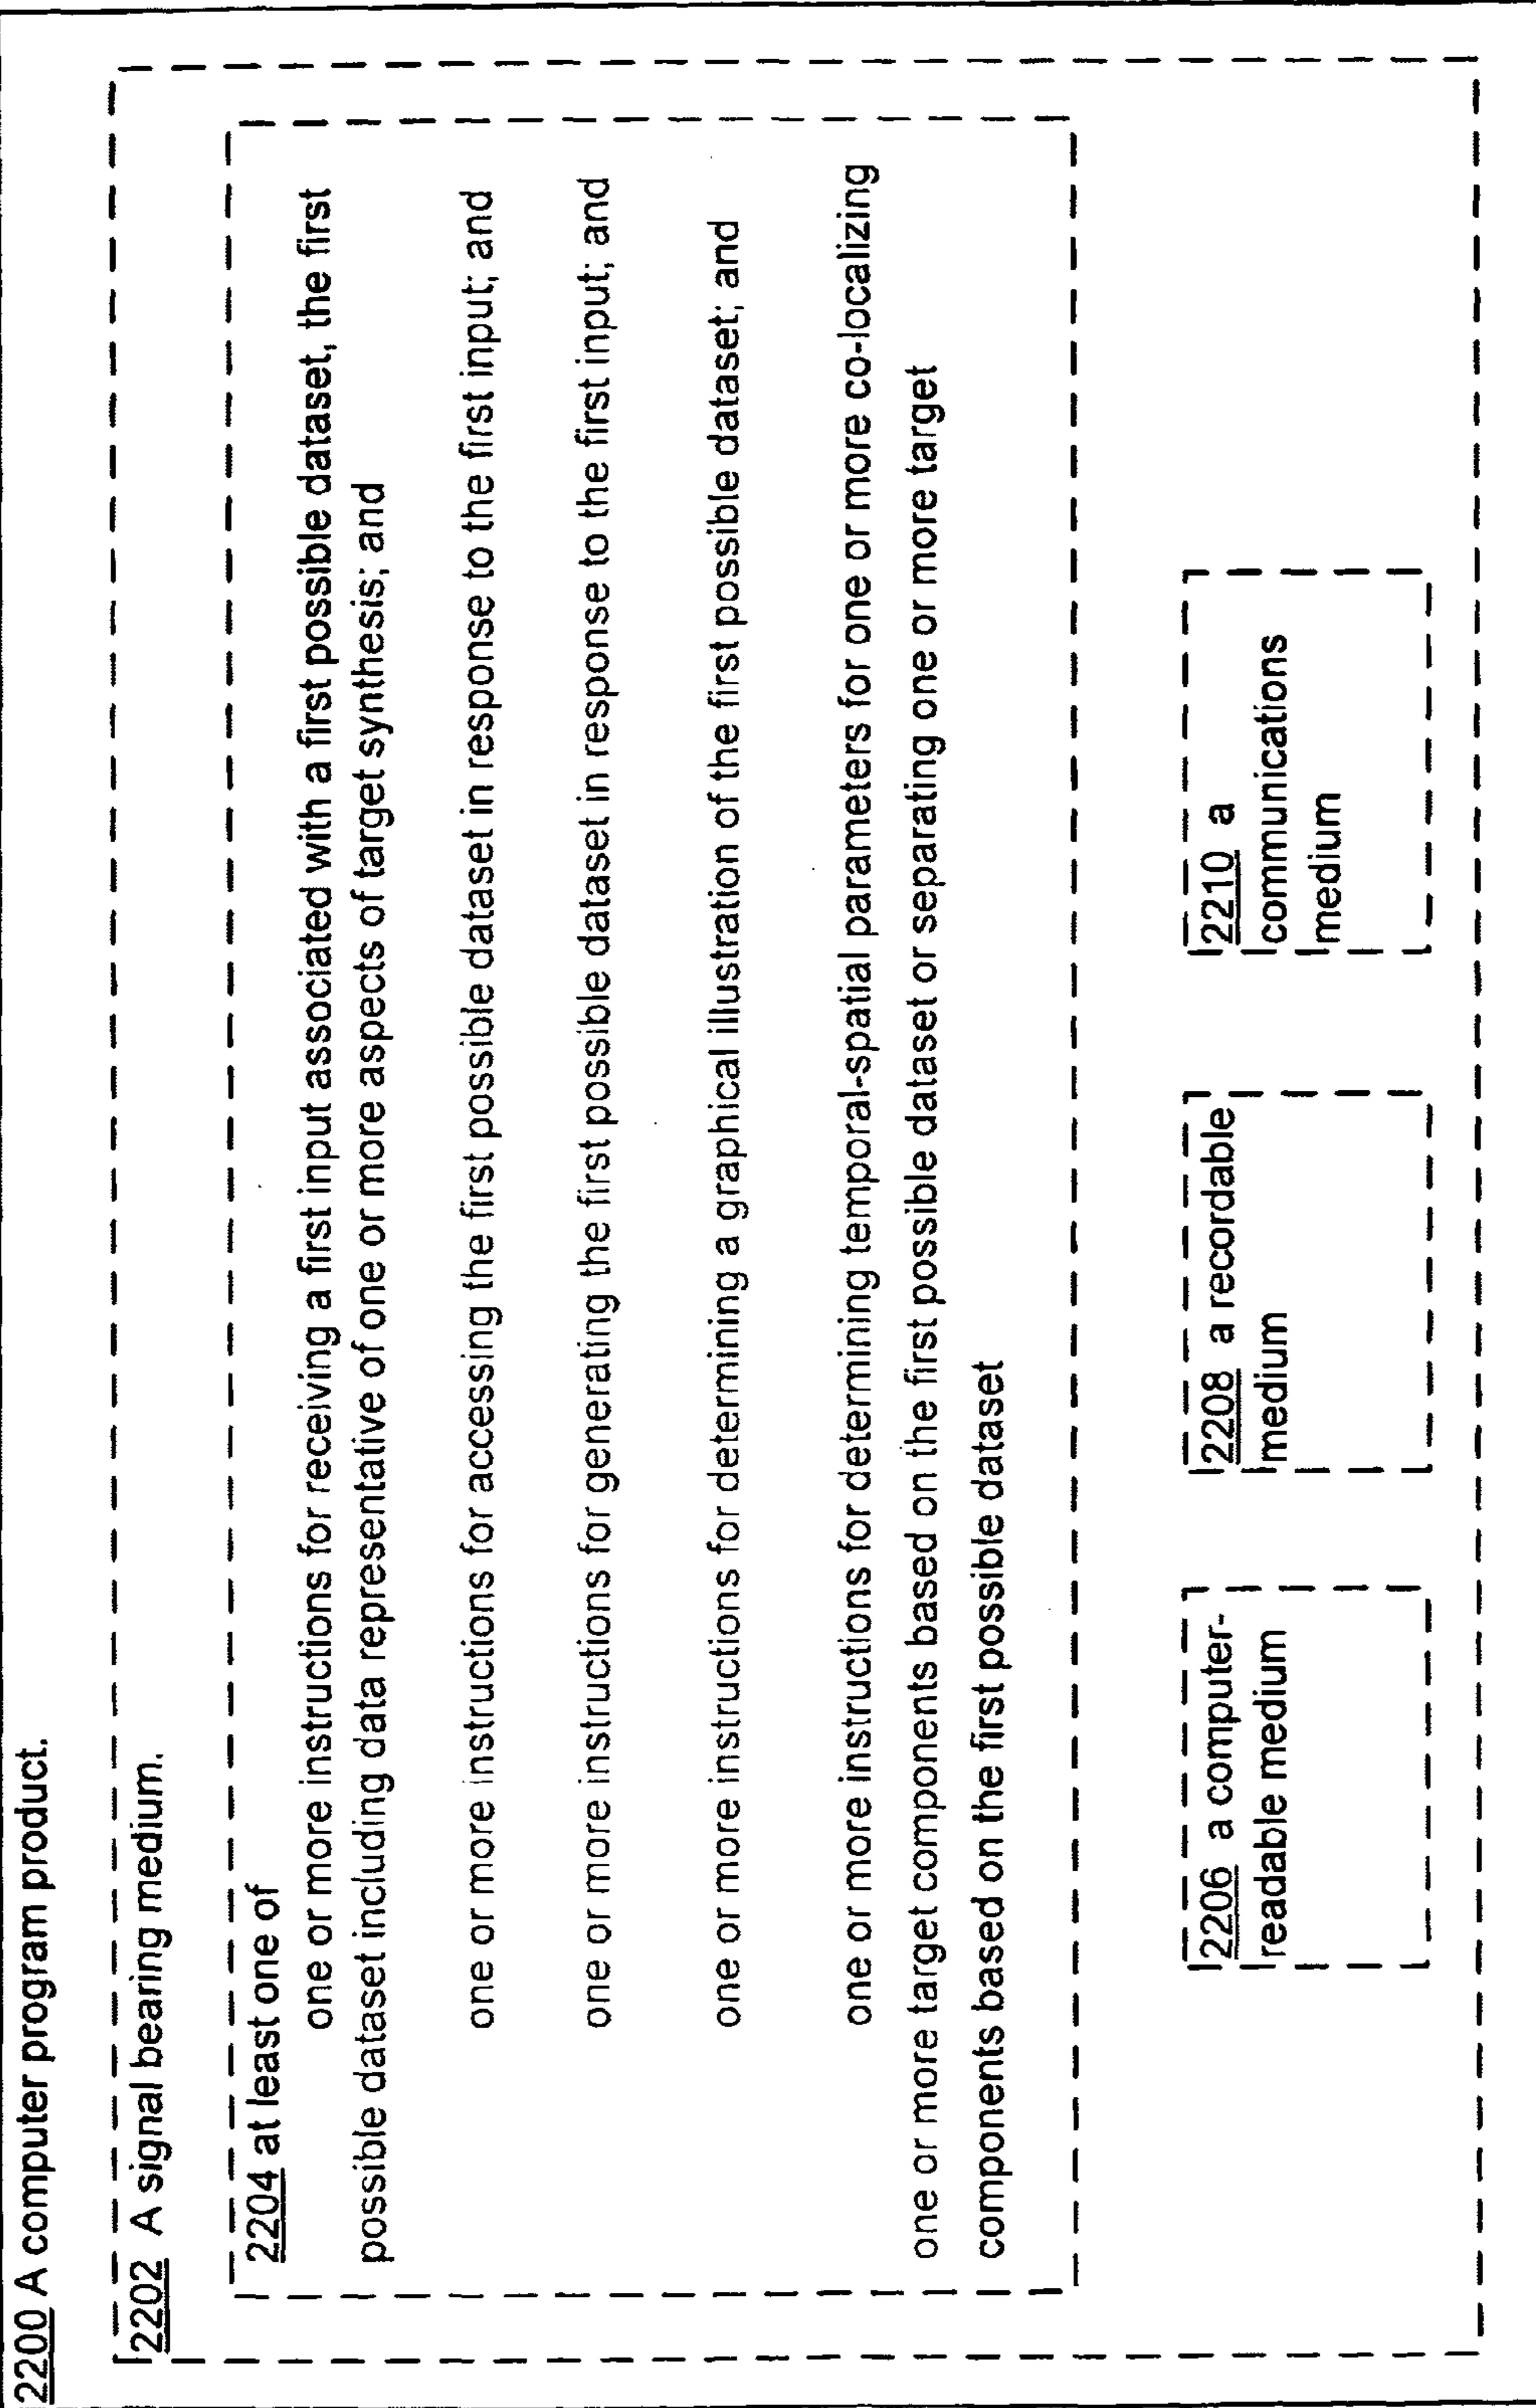 2200 A computer program product.
2202 A signal bearing medium.
2204 at least one of
one or more instructions for receiving a first input associated with a first possible dataset, the first
possible dataset including data representative of one or more aspects of target synthesis; and
one or more instructions for accessing the first possible dataset in response to the first input; and
one or more instructions for generating the first possible dataset in response to the first input; and
one or more instructions for determining a graphical illustration of the first possible dataset; and
one or more instructions for determining temporal-spatial parameters for one or more co-localizing
one or more target components based on the first possible dataset or separating one or more target
components based on the first possible dataset
2206 a computer-
readable medium
2208 a recordable
medium
2210 a
communications
medium